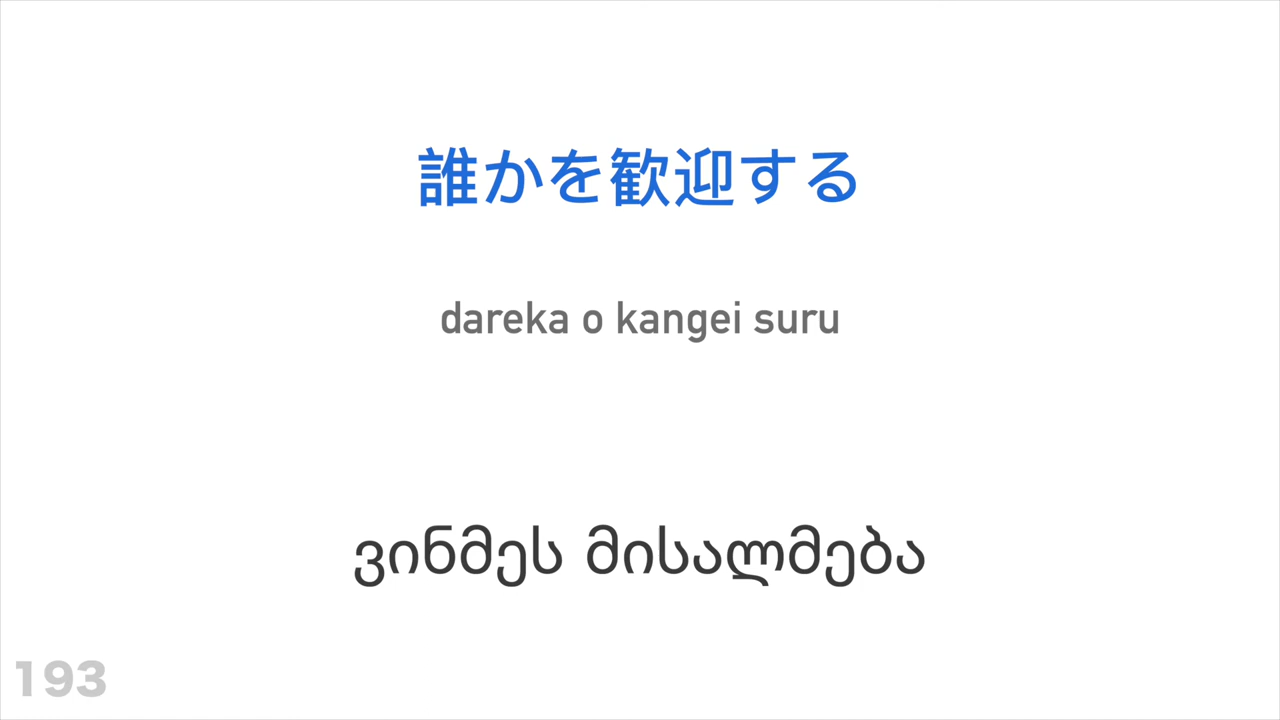 誰かを歓迎する
dareka o kangei suru
ვინმეს მისალმება
193